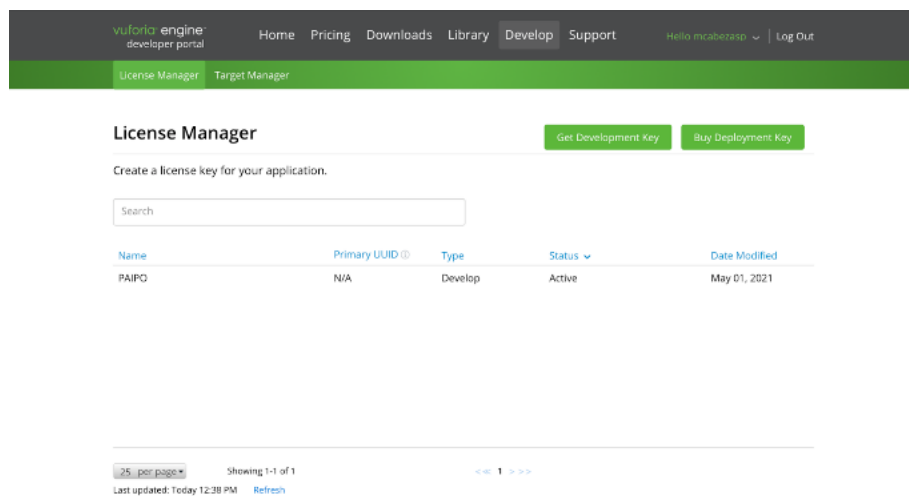 vuforia engine™
developer portal
Home Pricing Downloads Library Develop Support
Hello mcabezasp Log Out
License Manager Target Manager
License Manager
Get Development Key Buy Deployment Key
Create a license key for your application.
Search
Name Primary UUID Type Status Date Modified
PAIPO N/A Develop Active May 01, 2021
25 per page Showing 1-1 of 1 << 1 >>>
Last updated: Today 12:38 PM Refresh